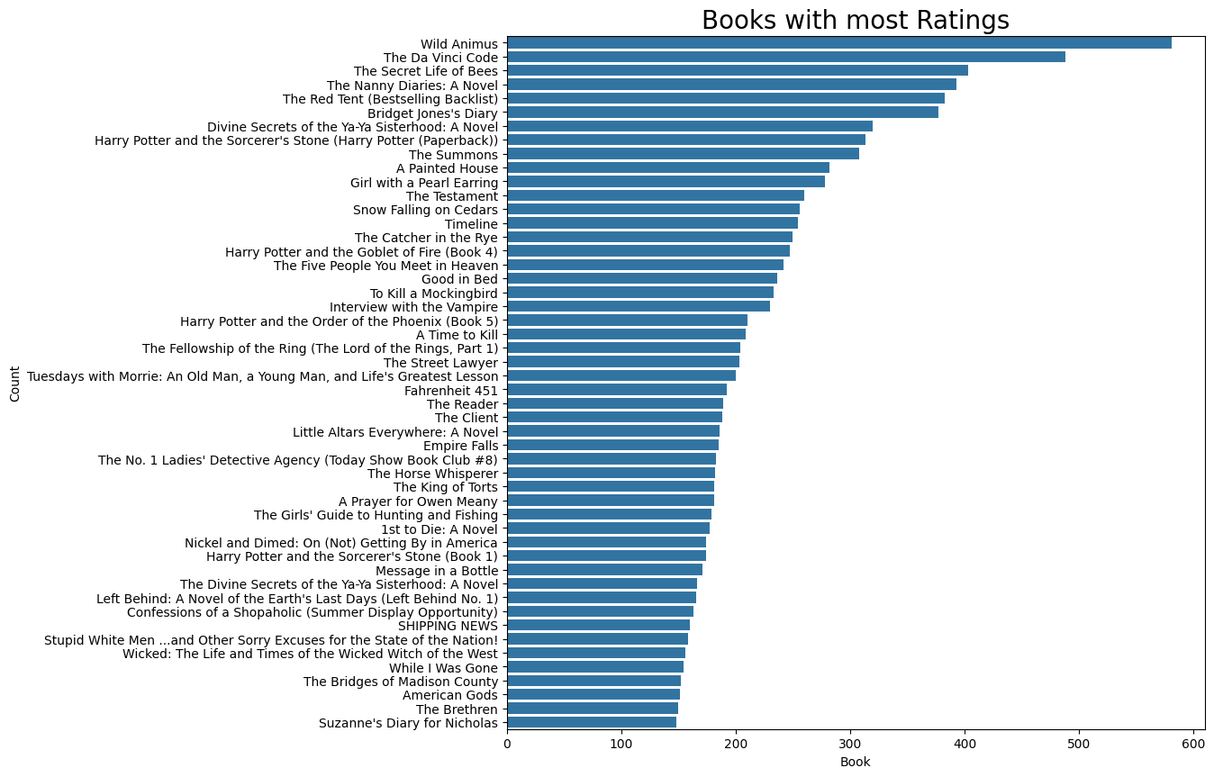 Books with most Ratings
Wild Animus
The Da Vinci Code
The Secret Life of Bees
The Nanny Diaries: A Novel
The Red Tent (Bestselling Backlist)
Bridget Jones's Diary
Divine Secrets of the Ya-Ya Sisterhood: A Novel
Harry Potter and the Sorcerer's Stone (Harry Potter (Paperback))
The Summons
A Painted House
Girl with a Pearl Earring
The Testament
Snow Falling on Cedars
Timeline
The Catcher in the Rye
Harry Potter and the Goblet of Fire (Book 4)
The Five People You Meet in Heaven
Good in Bed
To Kill a Mockingbird
Interview with the Vampire
Harry Potter and the Order of the Phoenix (Book 5)
A Time to Kill
The Fellowship of the Ring (The Lord of the Rings, Part 1)
The Street Lawyer
Tuesdays with Morrie: An Old Man, a Young Man, and Life's Greatest Lesson
Fahrenheit 451
The Reader
The Client
Little Altars Everywhere: A Novel
Empire Falls
The No. 1 Ladies' Detective Agency (Today Show Book Club #8)
The Horse Whisperer
The King of Torts
A Prayer for Owen Meany
The Girls' Guide to Hunting and Fishing
1st to Die: A Novel
Nickel and Dimed: On (Not) Getting By in America
Harry Potter and the Sorcerer's Stone (Book 1)
Message in a Bottle
The Divine Secrets of the Ya-Ya Sisterhood: A Novel
Left Behind: A Novel of the Earth's Last Days (Left Behind No. 1)
Confessions of a Shopaholic (Summer Display Opportunity)
SHIPPING NEWS
Stupid White Men ...and Other Sorry Excuses for the State of the Nation!
Wicked: The Life and Times of the Wicked Witch of the West
While I Was Gone
The Bridges of Madison County
American Gods
The Brethren
Suzanne's Diary for Nicholas
Count
0 100 200 300 400 500 600
Book